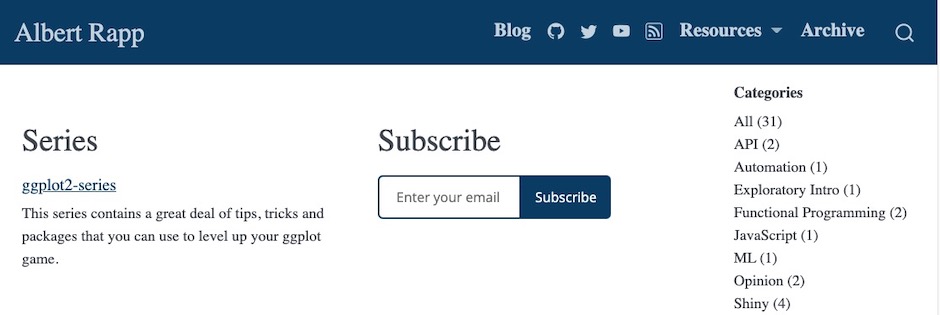 Albert Rapp
Blog
Resources
Archive
Series
ggplot2-series
This series contains a great deal of tips, tricks and
packages that you can use to level up your ggplot
game.
Subscribe
Enter your email
Subscribe
Categories
All (31)
API (2)
Automation (1)
Exploratory Intro (1)
Functional Programming (2)
JavaScript (1)
ML (1)
Opinion (2)
Shiny (4)